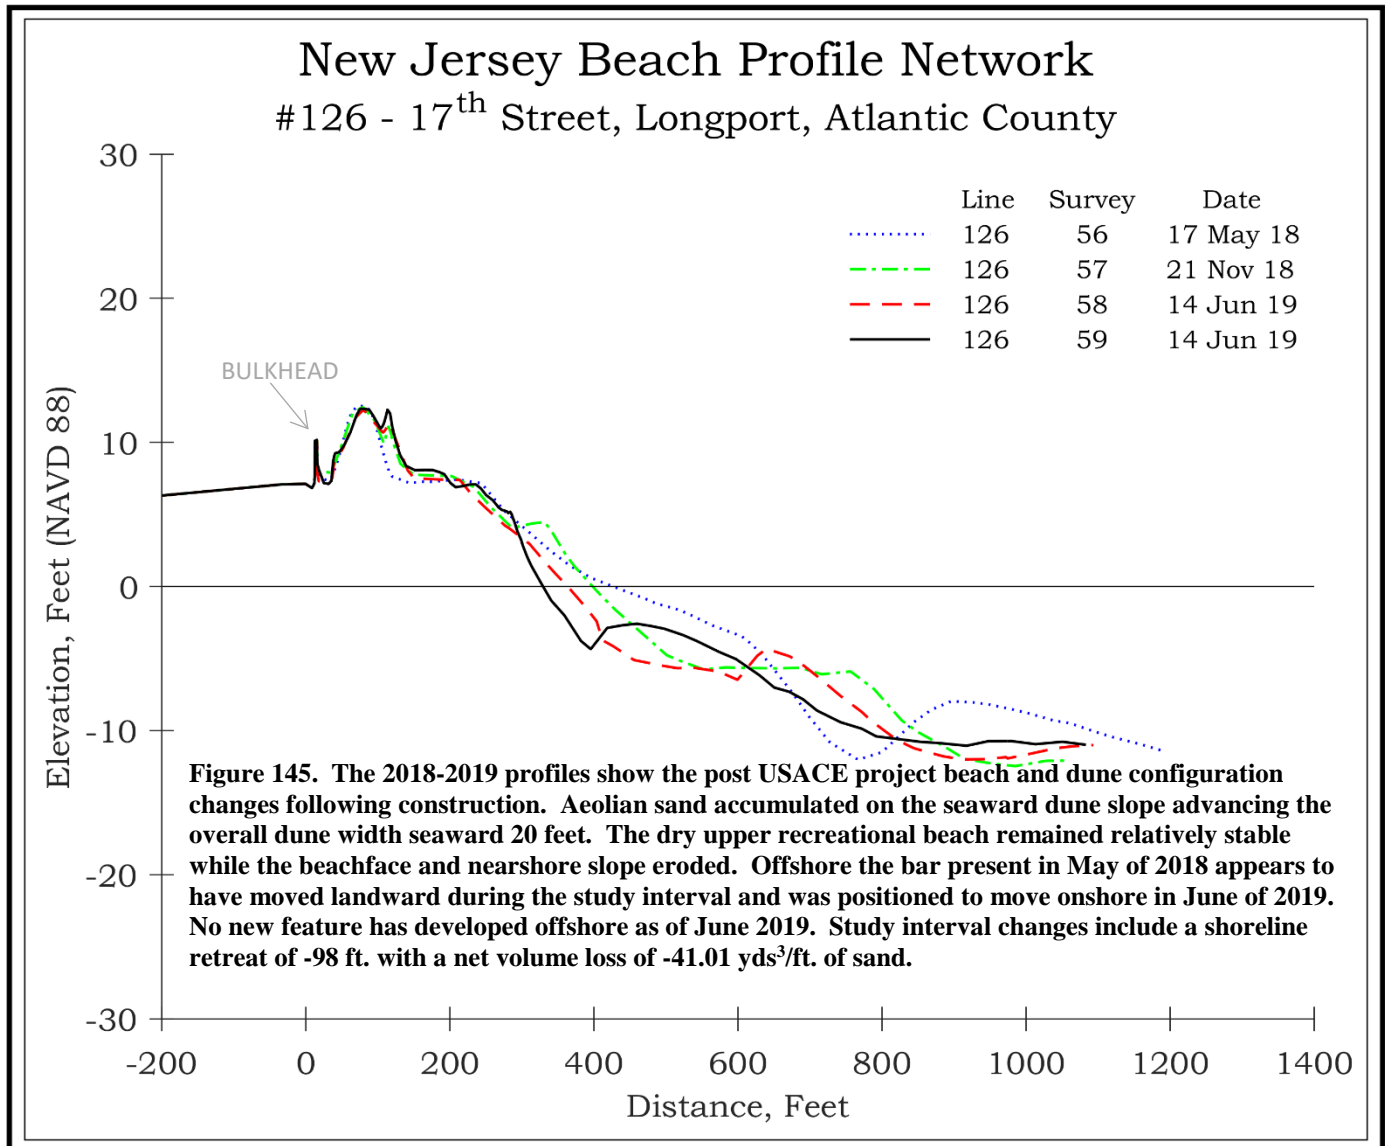 New Jersey Beach Profile Network
#126 - 17th Street, Longport, Atlantic County
30
20
10
0
-10
-20
-30
Elevation, Feet (NAVD 88)
BULKHEAD
Line Survey Date
126 56 17 May 18
126 57 21 Nov 18
126 58 14 Jun 19
126 59 14 Jun 19
Figure 145. The 2018-2019 profiles show the post USACE project beach and dune configuration
changes following construction. Aeolian sand accumulated on the seaward dune slope advancing the
overall dune width seaward 20 feet. The dry upper recreational beach remained relatively stable
while the beachface and nearshore slope eroded. Offshore the bar present in May of 2018 appears to
have moved landward during the study interval and was positioned to move onshore in June of 2019.
No new feature has developed offshore as of June 2019. Study interval changes include a shoreline
retreat of -98 ft. with a net volume loss of -41.01 yds³/ft. of sand.
-200 0 200 400 600 800 1000 1200 1400
Distance, Feet